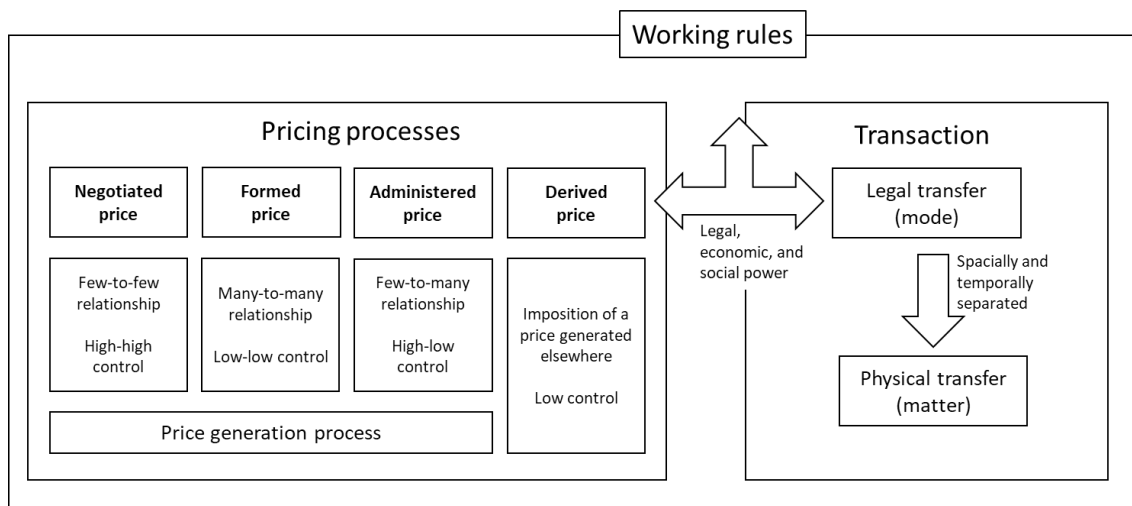 Working rules
Pricing processes
Negotiated
price
Formed
price
Administered
price
Derived
price
Few-to-few
relationship
High-high
control
Many-to-many
relationship
Low-low control
Few-to-many
relationship
High-low
control
Imposition of a
price generated
elsewhere
Low control
Price generation process
Legal,
economic, and
social power
Transaction
Legal transfer
(mode)
Spacially and
temporally
separated
Physical transfer
(matter)